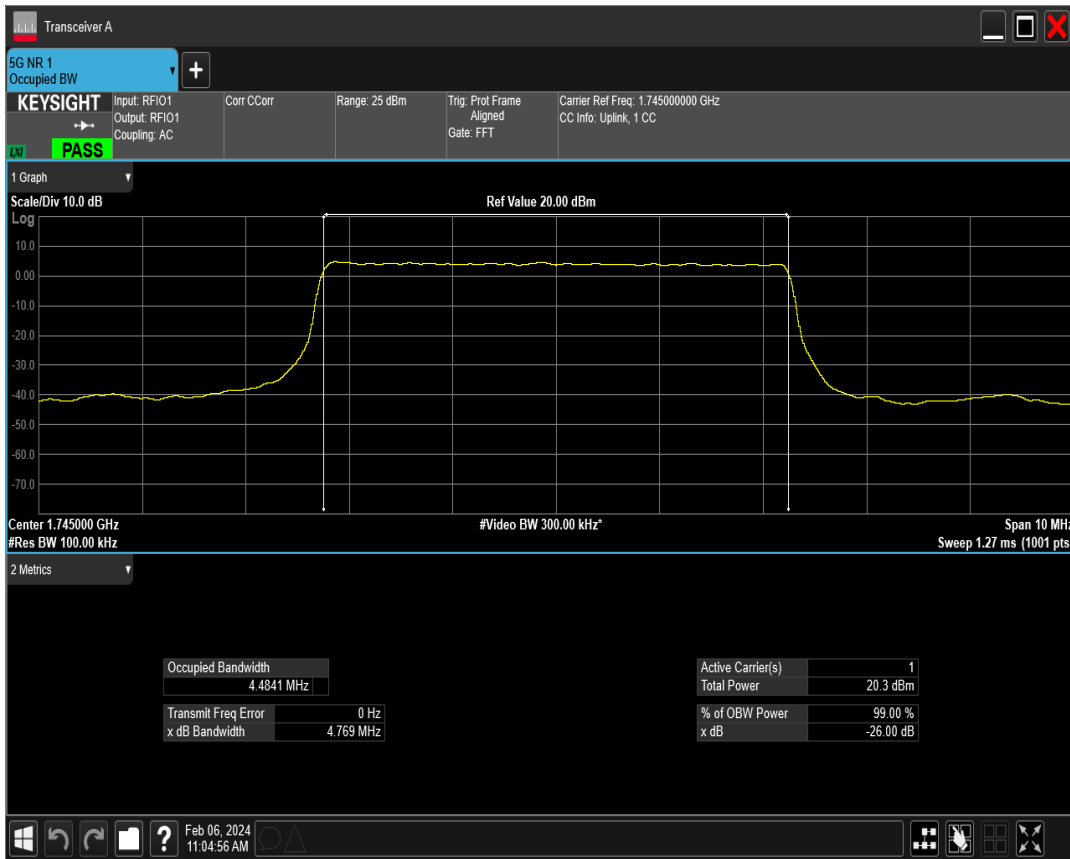 Transceiver A
5G NR 1
Occupied BW
KEYSIGHT
LXI
PASS
Input: RFIO1
Output: RFIO1
Coupling: AC
Corr CCorr
Range: 25 dBm
Trig: Prot Frame
Aligned
Gate: FFT
Carrier Ref Freq: 1.745000000 GHz
CC Info: Uplink, 1 CC
1 Graph
Scale/Div 10.0 dB
Ref Value 20.00 dBm
Log
10.0
0.00
-10.0
-20.0
-30.0
-40.0
-50.0
-60.0
-70.0
Center 1.745000 GHz
#Video BW 300.00 kHz*
Span 10 MHz
#Res BW 100.00 kHz
Sweep 1.27 ms (1001 pts
2 Metrics
Occupied Bandwidth
4.4841 MHz
Transmit Freq Error 0 Hz
x dB Bandwidth 4.769 MHz
Active Carrier(s) 1
Total Power 20.3 dBm
% of OBW Power 99.00 %
x dB -26.00 dB
?
Feb 06, 2024
11:04:56 AM